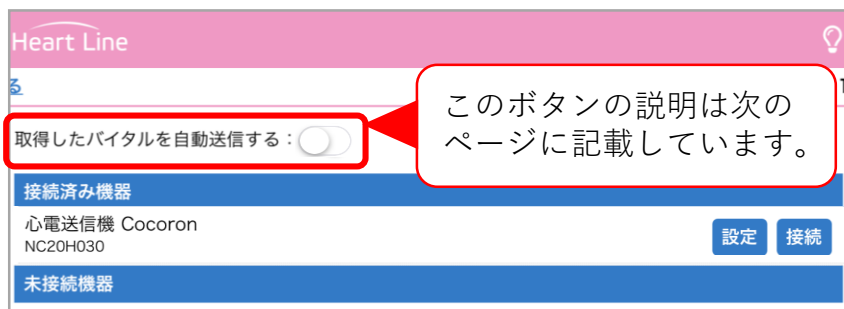 Heart Line
る
このボタンの説明は次の
ページに記載しています。
取得したバイタルを自動送信する：
接続済み機器
心電送信機 Cocoron
NC20H030
設定 接続
未接続機器